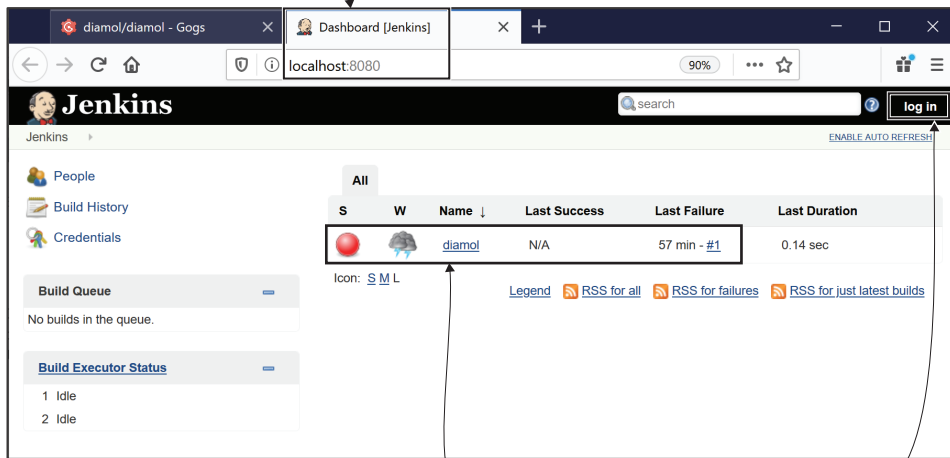 diamol/diamol - Gogs
Dashboard [Jenkins]
localhost:8080
90%
Jenkins
search
log in
Jenkins
ENABLE AUTO REFRESH
People
Build History
Credentials
All
S W Name ↓ Last Success Last Failure Last Duration
diamol N/A 57 min - #1 0.14 sec
Icon: S M L
Legend RSS for all RSS for failures RSS for just latest builds
Build Queue
No builds in the queue.
Build Executor Status
1 Idle
2 Idle